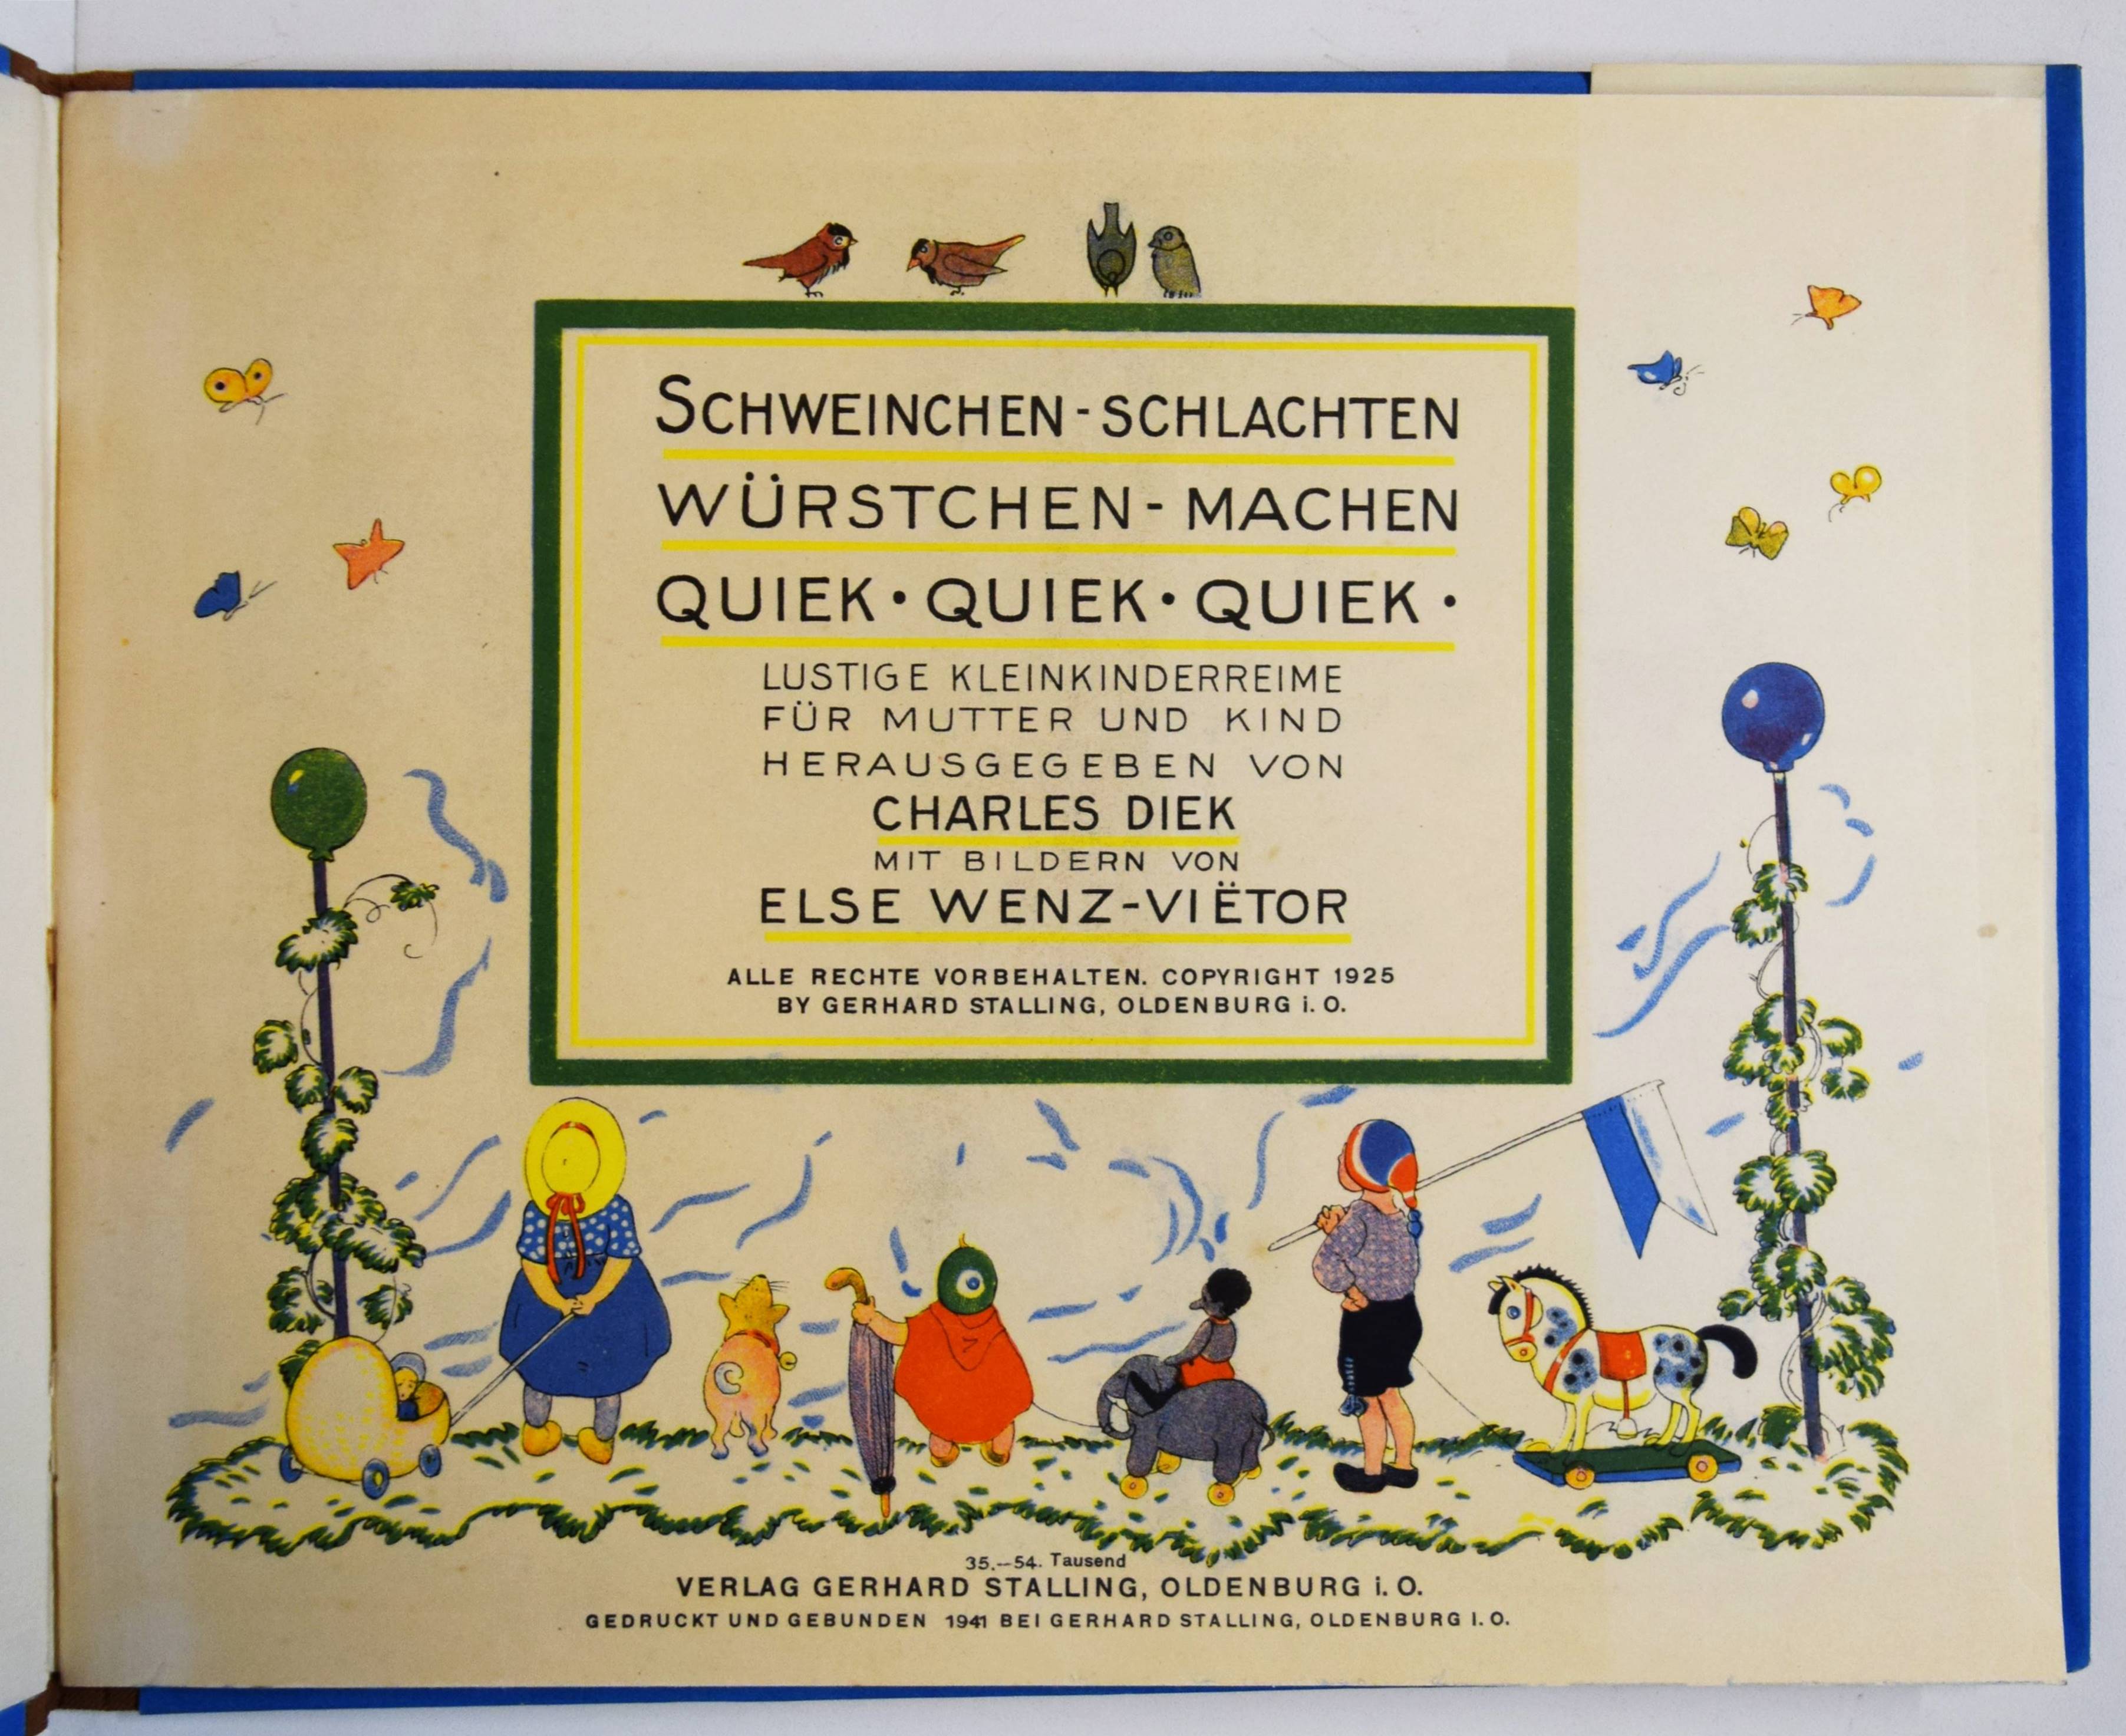 SCHWEINCHEN-SCHLACHTEN
WÜRSTCHEN-MACHEN
QUIEK • QUIEK • QUIEK •
LUSTIGE KLEINKINDERREIME
FÜR MUTTER UND KIND
HERAUSGEGEBEN VON
CHARLES DIEK
MIT BILDERN VON
ELSE WENZ-VIËTOR
ALLE RECHTE VORBEHALTEN. COPYRIGHT 1925
BY GERHARD STALLING, OLDENBURG i. O.
35.–54. Tausend
VERLAG GERHARD STALLING, OLDENBURG i. O.
GEDRUCKT UND GEBUNDEN 1941 BEI GERHARD STALLING, OLDENBURG I. O.